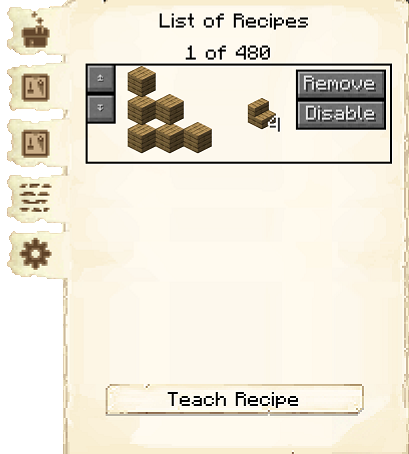 List of Recipes
1 of 480
Remove
Disable
Teach Recipe